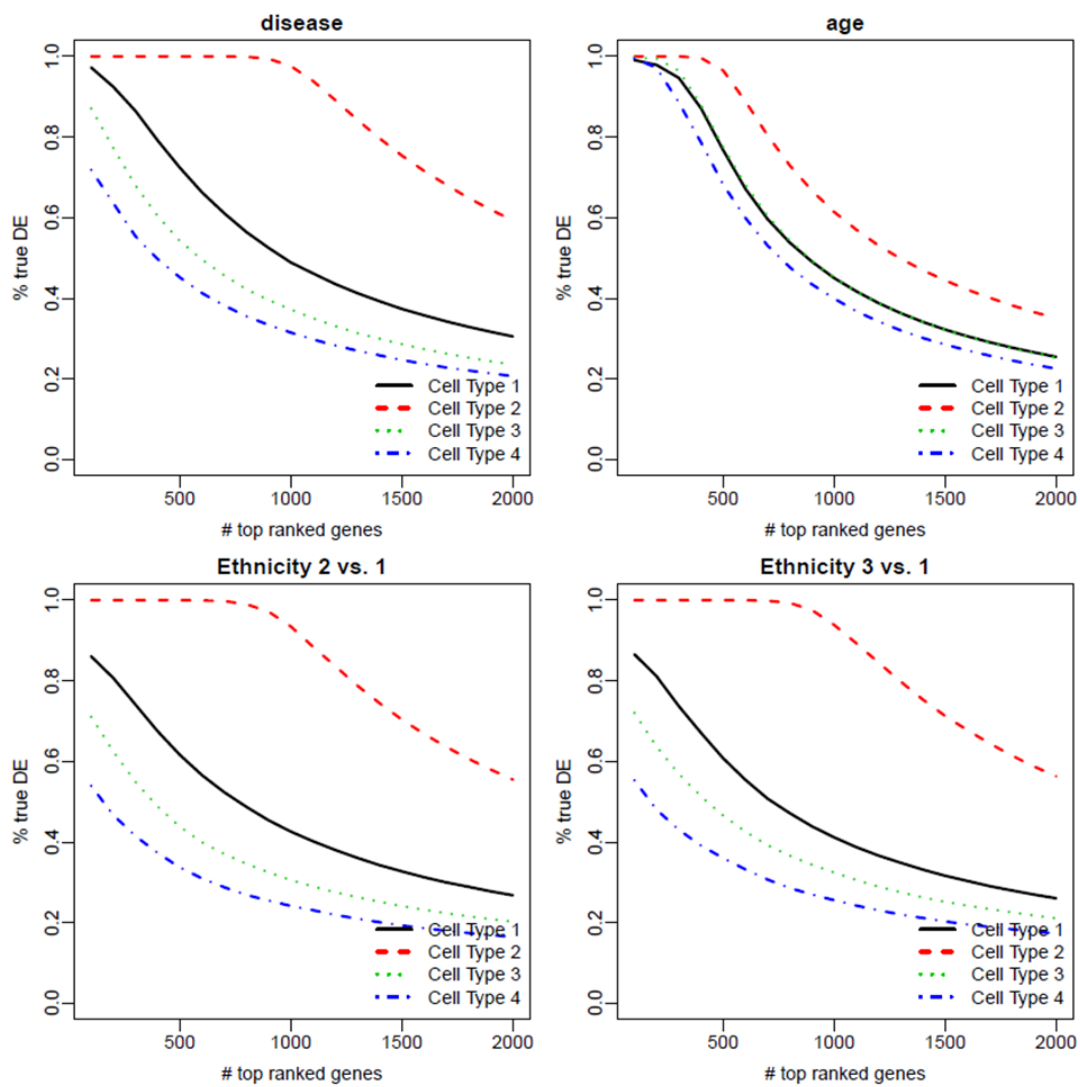 disease
% true DE
1.0
0.8
0.6
0.4
0.2
0.0
Cell Type 1
Cell Type 2
Cell Type 3
Cell Type 4
500 1000 1500 2000
# top ranked genes
age
% true DE
1.0
0.8
0.6
0.4
0.2
0.0
Cell Type 1
Cell Type 2
Cell Type 3
Cell Type 4
500 1000 1500 2000
# top ranked genes
Ethnicity 2 vs. 1
% true DE
1.0
0.8
0.6
0.4
0.2
0.0
Cell Type 1
Cell Type 2
Cell Type 3
Cell Type 4
500 1000 1500 2000
# top ranked genes
Ethnicity 3 vs. 1
% true DE
1.0
0.8
0.6
0.4
0.2
0.0
Cell Type 1
Cell Type 2
Cell Type 3
Cell Type 4
500 1000 1500 2000
# top ranked genes